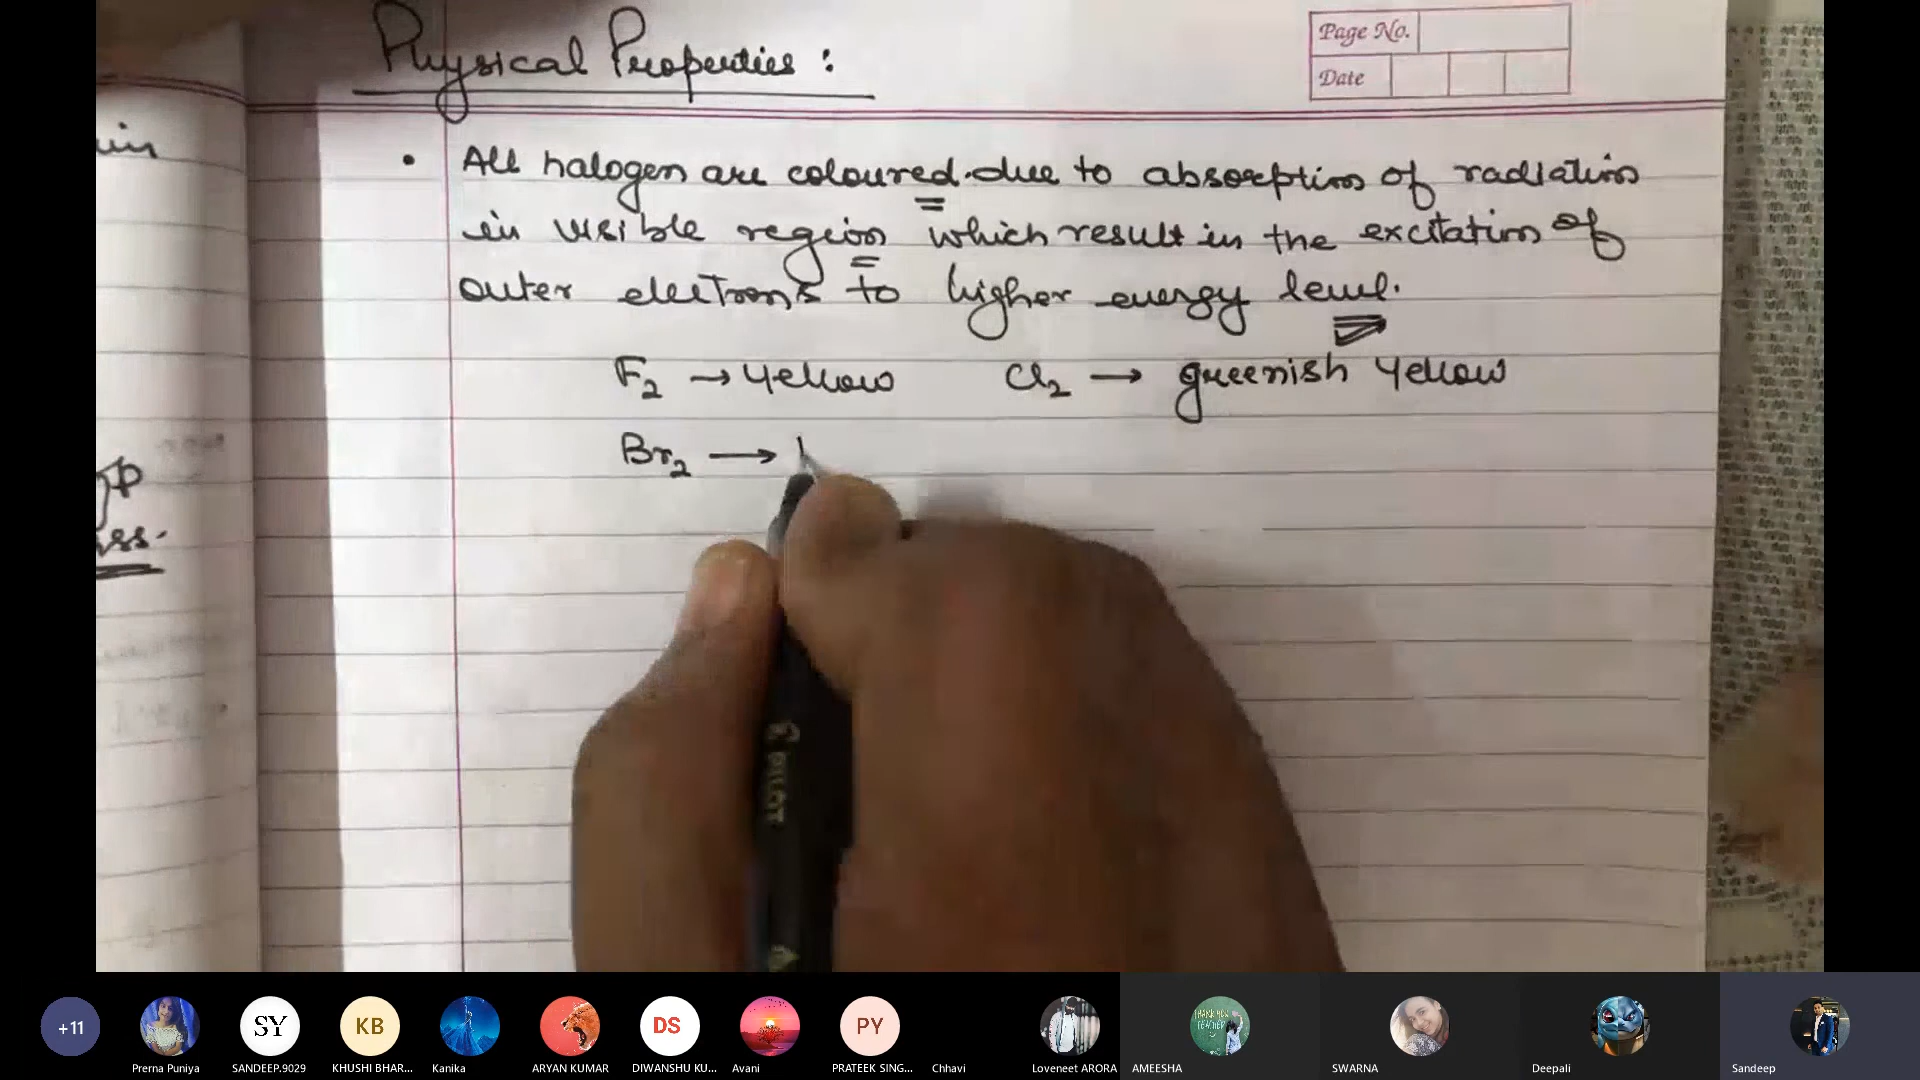 Physical Properties :
Page No.
Date
in
• All halogen are coloured due to absorption of radiation
in visible region which result in the excitation of
outer electrons to higher energy level.
F₂ → Yellow Cl₂ → greenish Yellow
Br₂ →
ass.
PILOT
+11
SY
KB
DS
PY
Prerna Puniya
SANDEEP.9029
KHUSHI BHAR...
Kanika
ARYAN KUMAR
DIWANSHU KU...
Avani
PRATEEK SING...
Chhavi
Loveneet ARORA
AMEESHA
SWARNA
Deepali
Sandeep